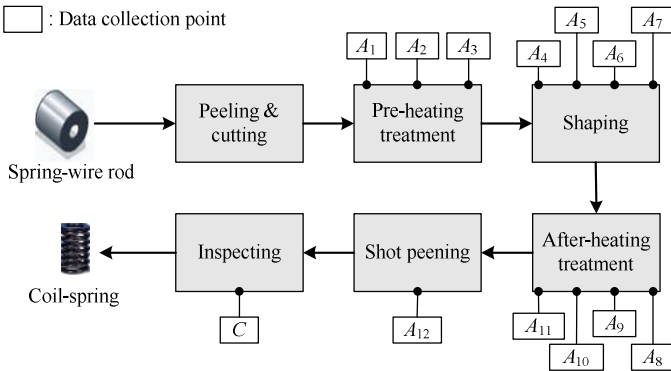 : Data collection point
A1
A2
A3
A4
A5
A6
A7
Spring-wire rod
Peeling &
cutting
Pre-heating
treatment
Shaping
Coil-spring
Inspecting
Shot peening
After-heating
treatment
C
A12
A11
A10
A9
A8